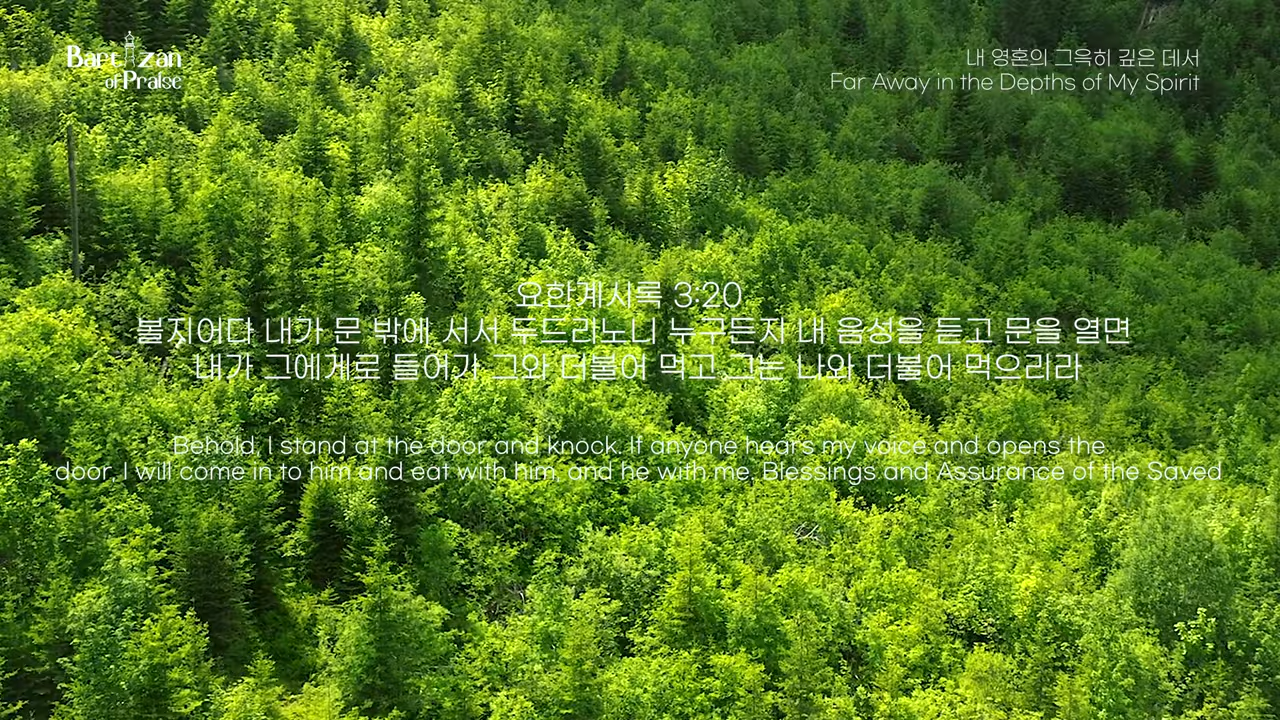 Bartizan
of Praise
내 영혼의 그윽히 깊은 데서
Far Away in the Depths of My Spirit
요한계시록 3:20
볼지어다 내가 문 밖에 서서 두드리노니 누구든지 내 음성을 듣고 문을 열면
내가 그에게로 들어가 그와 더불어 먹고 그는 나와 더불어 먹으리라
Behold, I stand at the door and knock. If anyone hears my voice and opens the
door, I will come in to him and eat with him, and he with me. Blessings and Assurance of the Saved